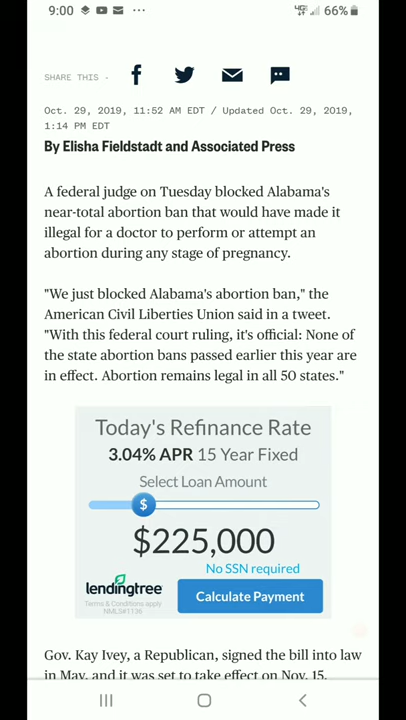 9:00 66%
SHARE THIS -
Oct. 29, 2019, 11:52 AM EDT / Updated Oct. 29, 2019,
1:14 PM EDT
By Elisha Fieldstadt and Associated Press
A federal judge on Tuesday blocked Alabama's
near-total abortion ban that would have made it
illegal for a doctor to perform or attempt an
abortion during any stage of pregnancy.
"We just blocked Alabama's abortion ban," the
American Civil Liberties Union said in a tweet.
"With this federal court ruling, it's official: None of
the state abortion bans passed earlier this year are
in effect. Abortion remains legal in all 50 states."
Today's Refinance Rate
3.04% APR 15 Year Fixed
Select Loan Amount
$
$225,000
No SSN required
lendingtree
Terms & Conditions apply
NMLS#1136
Calculate Payment
Gov. Kay Ivey, a Republican, signed the bill into law
in May, and it was set to take effect on Nov. 15.